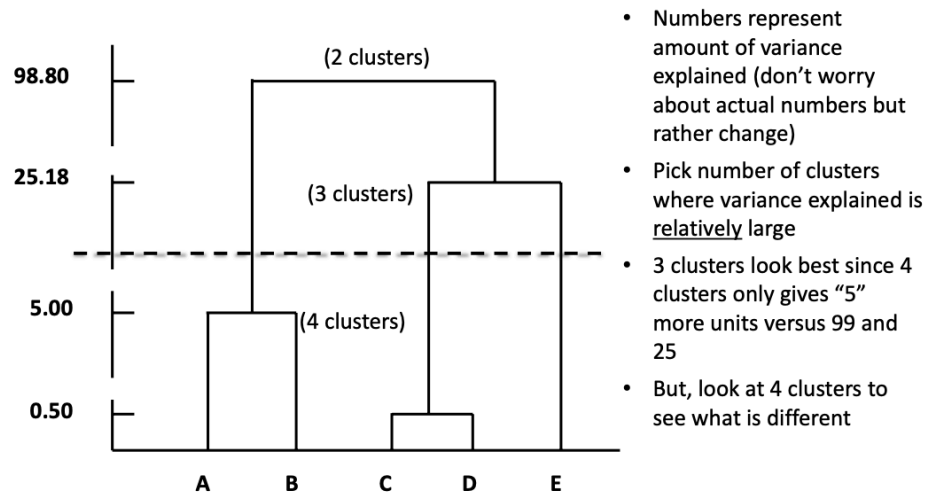 98.80
(2 clusters)
25.18
(3 clusters)
5.00
(4 clusters)
0.50
A B C D E
• Numbers represent
amount of variance
explained (don’t worry
about actual numbers but
rather change)
• Pick number of clusters
where variance explained is
relatively large
• 3 clusters look best since 4
clusters only gives “5”
more units versus 99 and
25
• But, look at 4 clusters to
see what is different